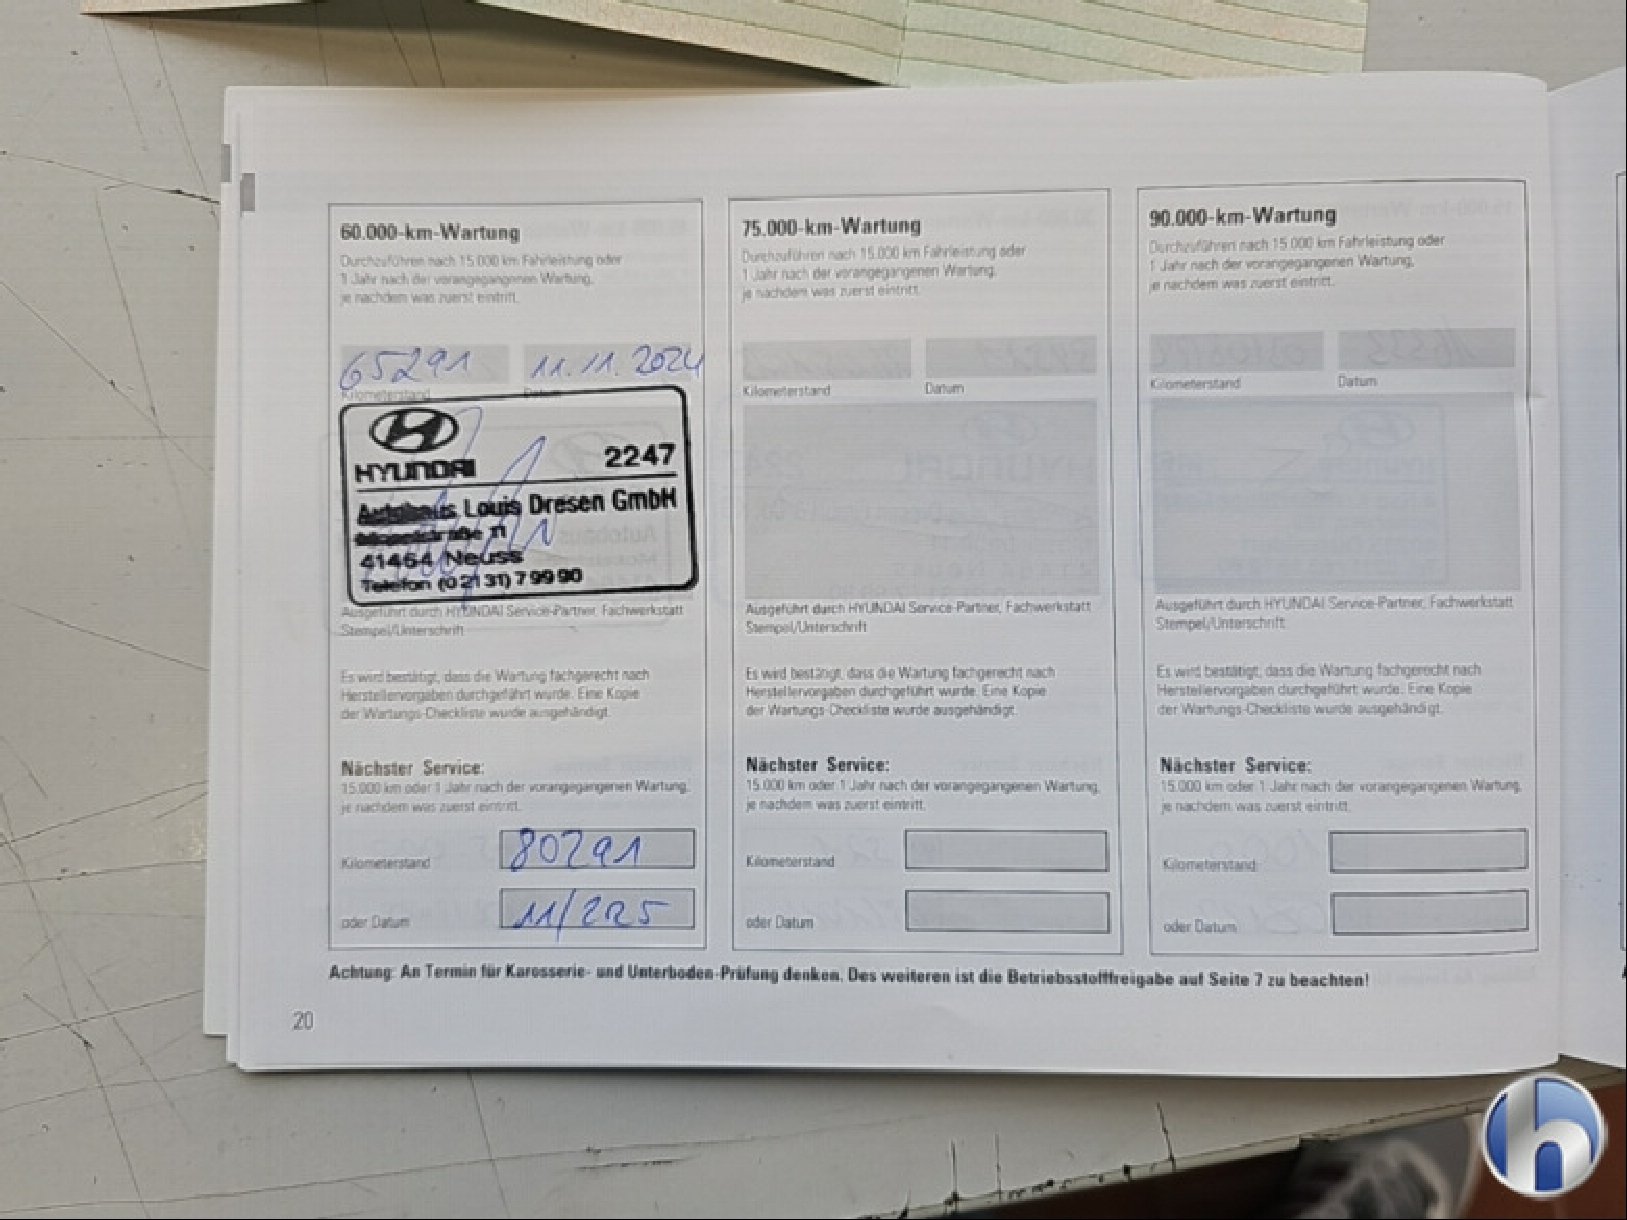 60.000-km-Wartung
Durchzuführen nach 15.000 km Fahrleistung oder
1 Jahr nach der vorangegangenen Wartung,
je nachdem was zuerst eintritt.
65291 11.11.2024
Kilometerstand Datum
HYUNDAI 2247
Autohaus Louis Dresen GmbH
11
41464 Neuss
Telefon (02131) 79990
Ausgeführt durch HYUNDAI Service-Partner, Fachwerkstatt
Stempel/Unterschrift
Es wird bestätigt, dass die Wartung fachgerecht nach
Herstellervorgaben durchgeführt wurde. Eine Kopie
der Wartungs-Checkliste wurde ausgehändigt.
Nächster Service:
15.000 km oder 1 Jahr nach der vorangegangenen Wartung,
je nachdem was zuerst eintritt.
Kilometerstand 80291
oder Datum 11/2025
75.000-km-Wartung
Durchzuführen nach 15.000 km Fahrleistung oder
1 Jahr nach der vorangegangenen Wartung,
je nachdem was zuerst eintritt.
Kilometerstand Datum
Ausgeführt durch HYUNDAI Service-Partner, Fachwerkstatt
Stempel/Unterschrift
Es wird bestätigt, dass die Wartung fachgerecht nach
Herstellervorgaben durchgeführt wurde. Eine Kopie
der Wartungs-Checkliste wurde ausgehändigt.
Nächster Service:
15.000 km oder 1 Jahr nach der vorangegangenen Wartung,
je nachdem was zuerst eintritt.
Kilometerstand
oder Datum
90.000-km-Wartung
Durchzuführen nach 15.000 km Fahrleistung oder
1 Jahr nach der vorangegangenen Wartung,
je nachdem was zuerst eintritt.
Kilometerstand Datum
Ausgeführt durch HYUNDAI Service-Partner, Fachwerkstatt
Stempel/Unterschrift
Es wird bestätigt, dass die Wartung fachgerecht nach
Herstellervorgaben durchgeführt wurde. Eine Kopie
der Wartungs-Checkliste wurde ausgehändigt.
Nächster Service:
15.000 km oder 1 Jahr nach der vorangegangenen Wartung,
je nachdem was zuerst eintritt.
Kilometerstand
oder Datum
Achtung: An Termin für Karosserie- und Unterboden-Prüfung denken. Des weiteren ist die Betriebsstofffreigabe auf Seite 7 zu beachten!
20
h